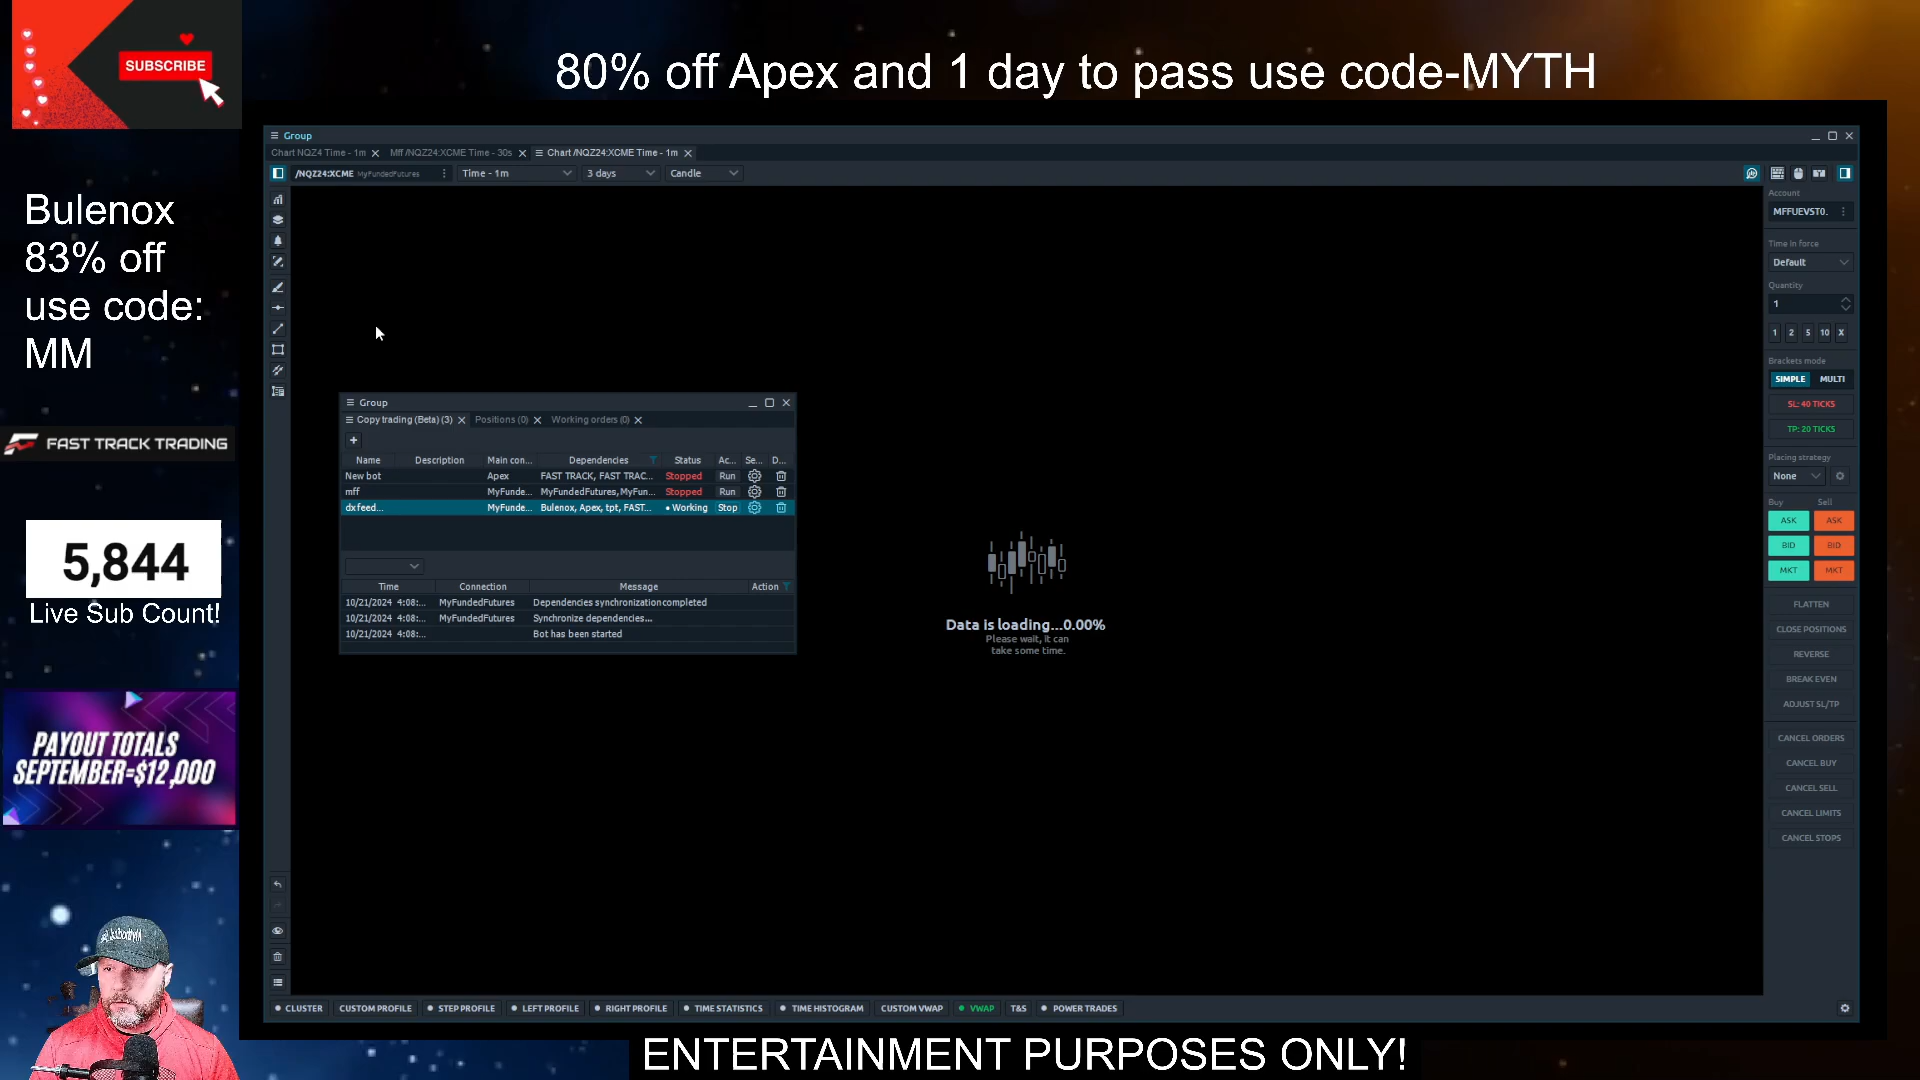 SUBSCRIBE
80% off Apex and 1 day to pass use code-MYTH
Bulenox
83% off
use code:
MM
FAST TRACK TRADING
5,844
Live Sub Count!
PAYOUT TOTALS
SEPTEMBER=$12,000
Group
Chart NQZ4 Time - 1m
Mff /NQZ24:XCME Time - 30s
Chart /NQZ24:XCME Time - 1m
/NQZ24:XCME MyFundedFutures
Time - 1m
3 days
Candle
Group
Copy trading (Beta) (3)
Positions (0)
Working orders (0)
+
Name Description Main con... Dependencies Status Ac... Se... D...
New bot Apex FAST TRACK, FAST TRAC... Stopped Run
mff MyFunde... MyFundedFutures, MyFun... Stopped Run
dxfeed... MyFunde... Bulenox, Apex, tpt, FAST... • Working Stop
Time Connection Message Action
10/21/2024 4:08:... MyFundedFutures Dependencies synchronization completed
10/21/2024 4:08:... MyFundedFutures Synchronize dependencies...
10/21/2024 4:08:... Bot has been started
Data is loading...0.00%
Please wait, it can
take some time.
Account
MFFUEVST0.
Time in force
Default
Quantity
1
1 2 5 10 X
Brackets mode
SIMPLE MULTI
SL: 40 TICKS
TP: 20 TICKS
Placing strategy
None
Buy Sell
ASK ASK
BID BID
MKT MKT
FLATTEN
CLOSE POSITIONS
REVERSE
BREAK EVEN
ADJUST SL/TP
CANCEL ORDERS
CANCEL BUY
CANCEL SELL
CANCEL LIMITS
CANCEL STOPS
CLUSTER
CUSTOM PROFILE
STEP PROFILE
LEFT PROFILE
RIGHT PROFILE
TIME STATISTICS
TIME HISTOGRAM
CUSTOM VWAP
VWAP
T&S
POWER TRADES
ENTERTAINMENT PURPOSES ONLY!